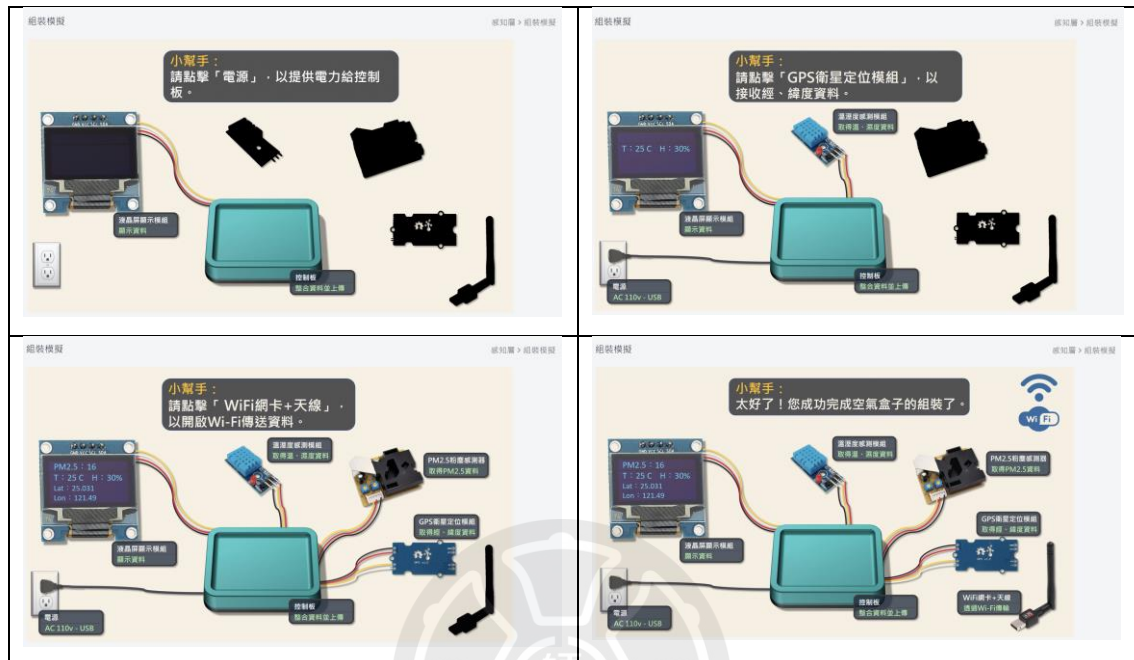 組裝模擬
感知層 > 組裝模擬
小幫手：
請點擊「電源」，以提供電力給控制
板。
液晶屏顯示模組
顯示資料
控制板
整合資料並上傳
組裝模擬
感知層 > 組裝模擬
小幫手：
請點擊「GPS衛星定位模組」，以
接收經、緯度資料。
溫溼度感測模組
取得溫、濕度資料
T：25 C H：30%
液晶屏顯示模組
顯示資料
控制板
整合資料並上傳
電源
AC 110v - USB
組裝模擬
感知層 > 組裝模擬
小幫手：
請點擊「 WiFi網卡+天線」，
以開啟Wi-Fi傳送資料。
溫溼度感測模組
取得溫、濕度資料
PM2.5粉塵感測器
取得PM2.5資料
PM2.5：16
T：25 C H：30%
Lat：25.031
Lon：121.49
GPS衛星定位模組
取得經、緯度資料
液晶屏顯示模組
顯示資料
控制板
整合資料並上傳
電源
AC 110v - USB
組裝模擬
感知層 > 組裝模擬
小幫手：
太好了！您成功完成空氣盒子的組裝了。
Wi Fi
溫溼度感測模組
取得溫、濕度資料
PM2.5粉塵感測器
取得PM2.5資料
PM2.5：16
T：25 C H：30%
Lat：25.031
Lon：121.49
GPS衛星定位模組
取得經、緯度資料
液晶屏顯示模組
顯示資料
WiFi網卡+天線
透過Wi-Fi傳輸
控制板
整合資料並上傳
電源
AC 110v - USB